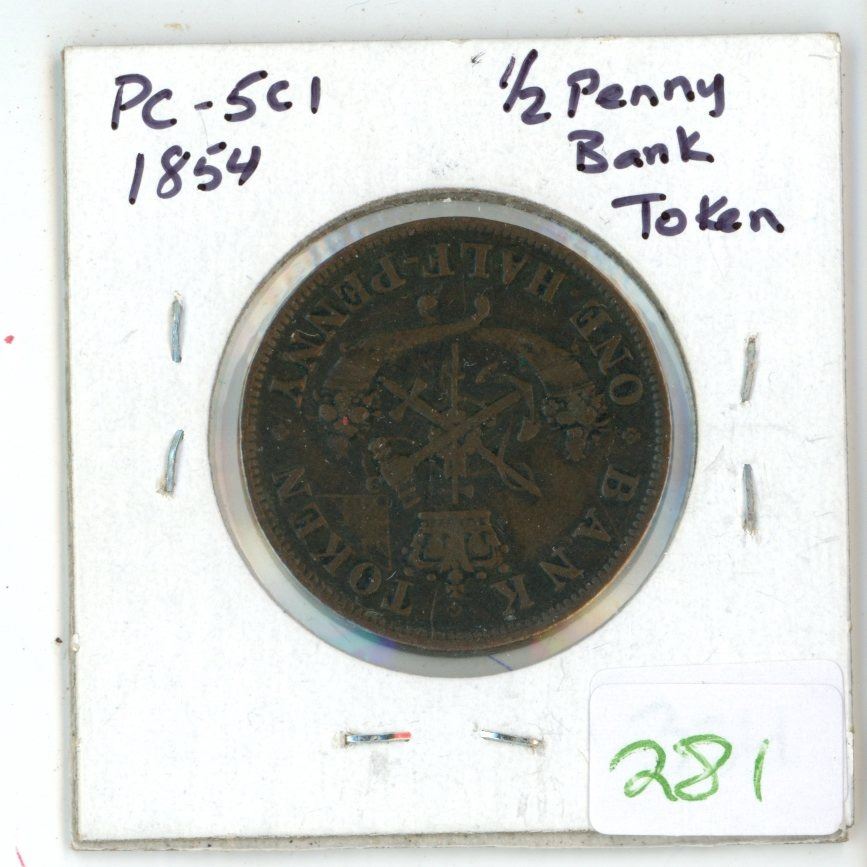 PC-5C1
1854
1/2 Penny
Bank
Token
BANK TOKEN
ONE HALF-PENNY
281